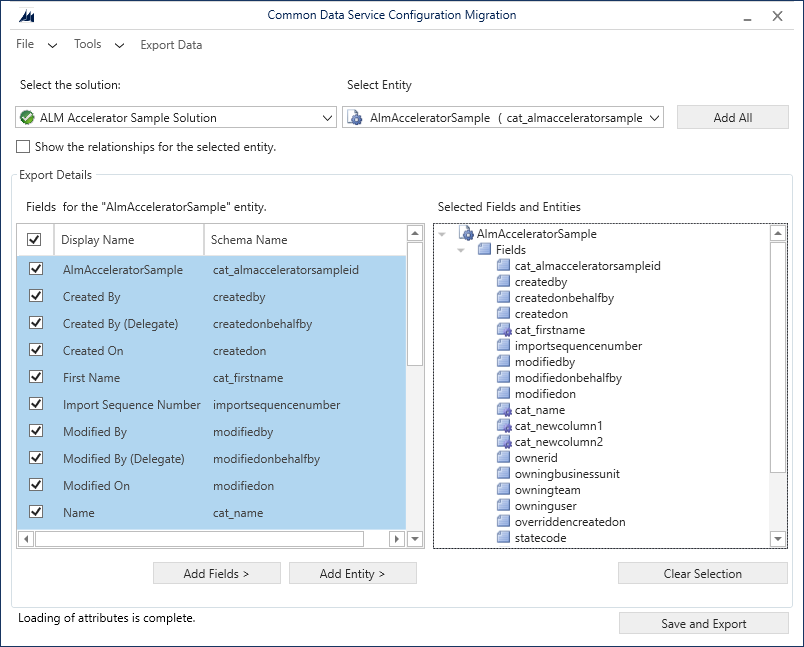 Common Data Service Configuration Migration
File Tools Export Data
Select the solution: Select Entity
ALM Accelerator Sample Solution AlmAcceleratorSample ( cat_almacceleratorsample Add All
Show the relationships for the selected entity.
Export Details
Fields for the "AlmAcceleratorSample" entity.
Display Name Schema Name
AlmAcceleratorSample cat_almacceleratorsampleid
Created By createdby
Created By (Delegate) createdonbehalfby
Created On createdon
First Name cat_firstname
Import Sequence Number importsequencenumber
Modified By modifiedby
Modified By (Delegate) modifiedonbehalfby
Modified On modifiedon
Name cat_name
Add Fields > Add Entity >
Selected Fields and Entities
AlmAcceleratorSample
Fields
cat_almacceleratorsampleid
createdby
createdonbehalfby
createdon
cat_firstname
importsequencenumber
modifiedby
modifiedonbehalfby
modifiedon
cat_name
cat_newcolumn1
cat_newcolumn2
ownerid
owningbusinessunit
owningteam
owninguser
overriddencreatedon
statecode
Clear Selection
Loading of attributes is complete.
Save and Export